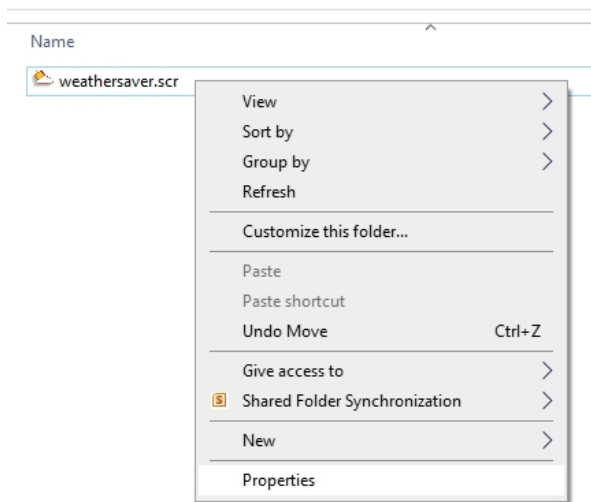 Name
weathersaver.scr
View
Sort by
Group by
Refresh
Customize this folder...
Paste
Paste shortcut
Undo Move Ctrl+Z
Give access to
S Shared Folder Synchronization
New
Properties